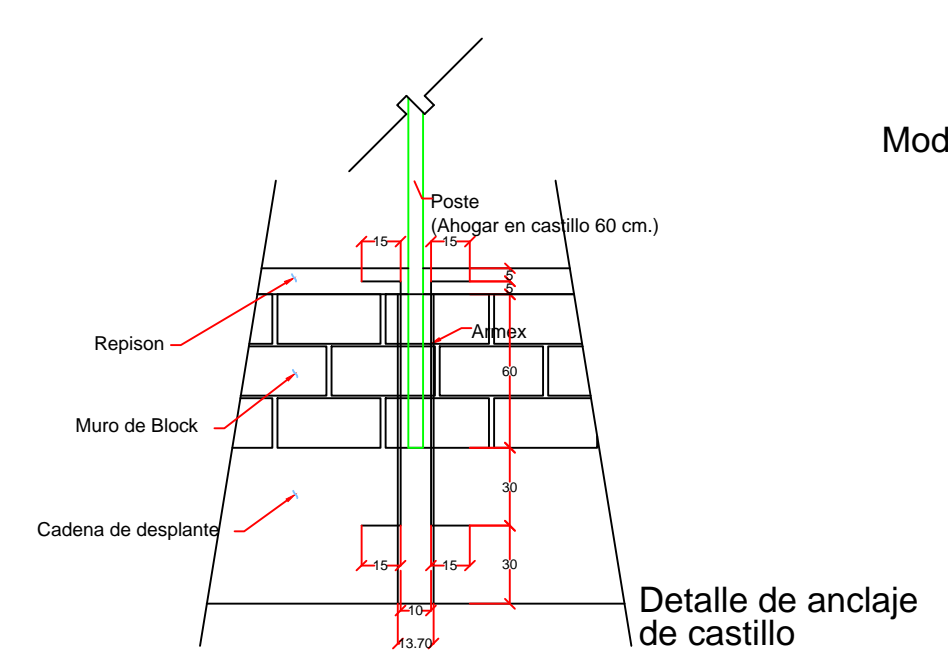 Mod
Poste
(Ahogar en castillo 60 cm.)
15
15
5
5
Repison
Armex
60
Muro de Block
30
Cadena de desplante
15
15
30
10
13.70
Detalle de anclaje
de castillo